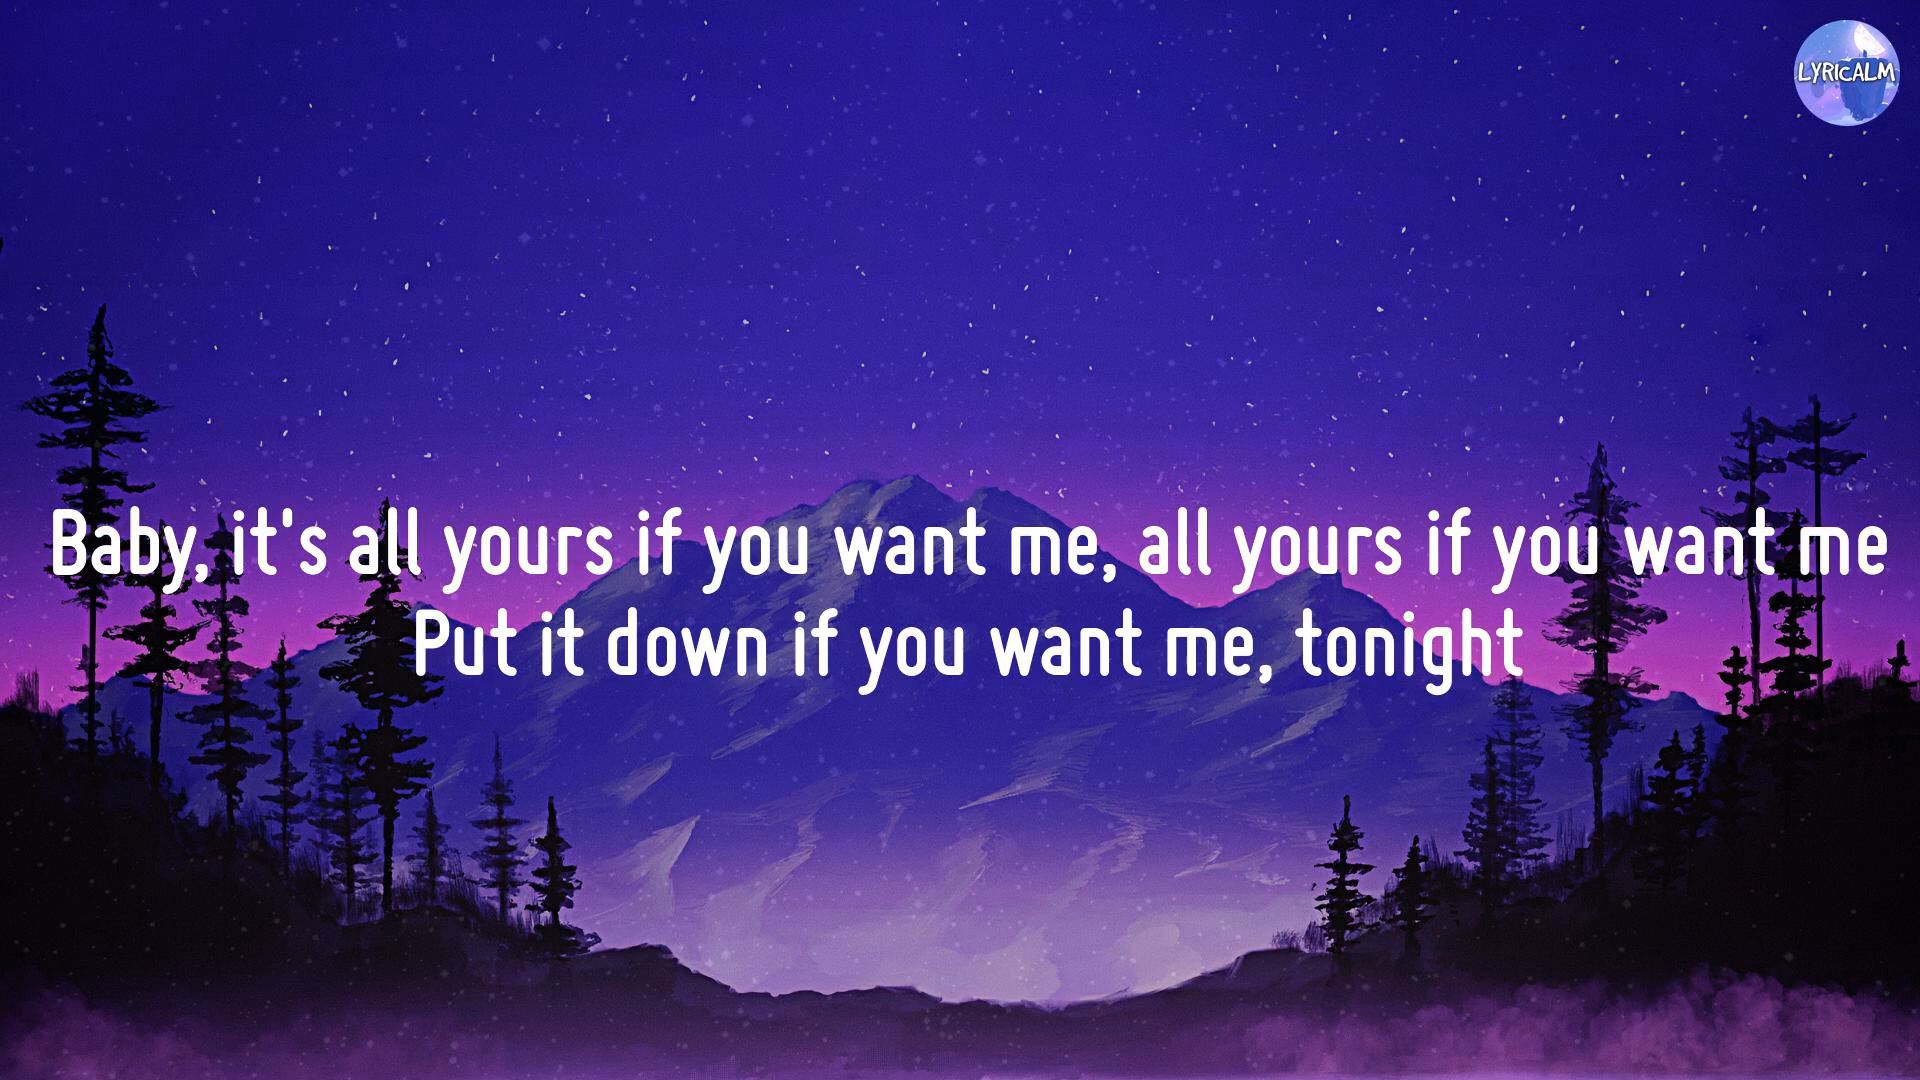 LYRICALM
Baby, it's all yours if you want me, all yours if you want me
Put it down if you want me, tonight